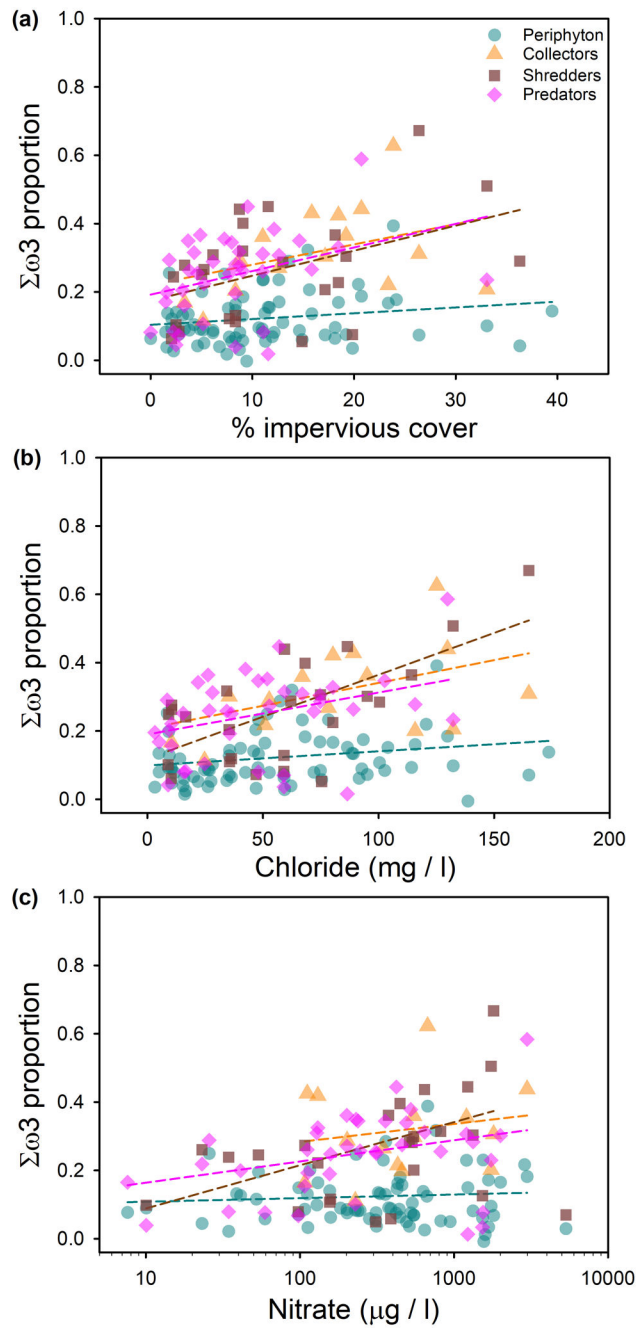 (a)
1.0
0.8
0.6
0.4
0.2
0.0
Σω3 proportion
Periphyton
Collectors
Shredders
Predators
0 10 20 30 40
% impervious cover
(b)
1.0
0.8
0.6
0.4
0.2
0.0
Σω3 proportion
0 50 100 150 200
Chloride (mg / l)
(c)
1.0
0.8
0.6
0.4
0.2
0.0
Σω3 proportion
10 100 1000 10000
Nitrate (μg / l)